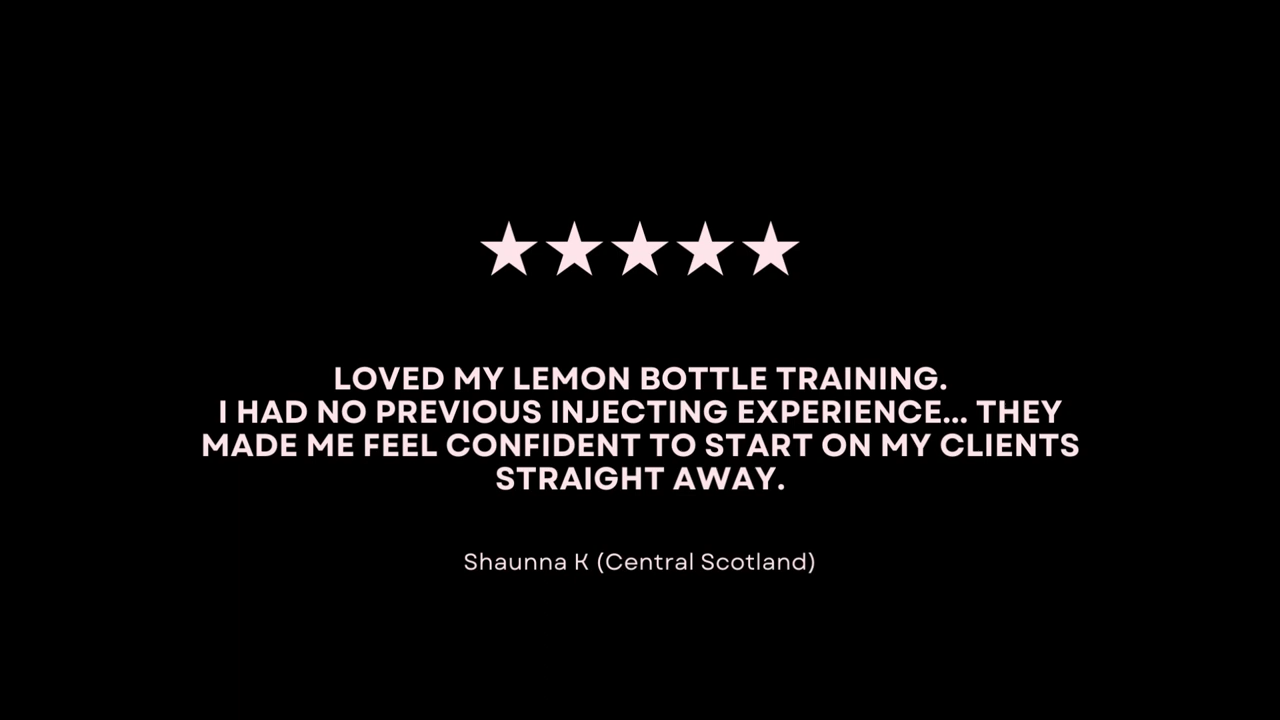 ★★★★★
LOVED MY LEMON BOTTLE TRAINING.
I HAD NO PREVIOUS INJECTING EXPERIENCE... THEY
MADE ME FEEL CONFIDENT TO START ON MY CLIENTS
STRAIGHT AWAY.
Shaunna K (Central Scotland)